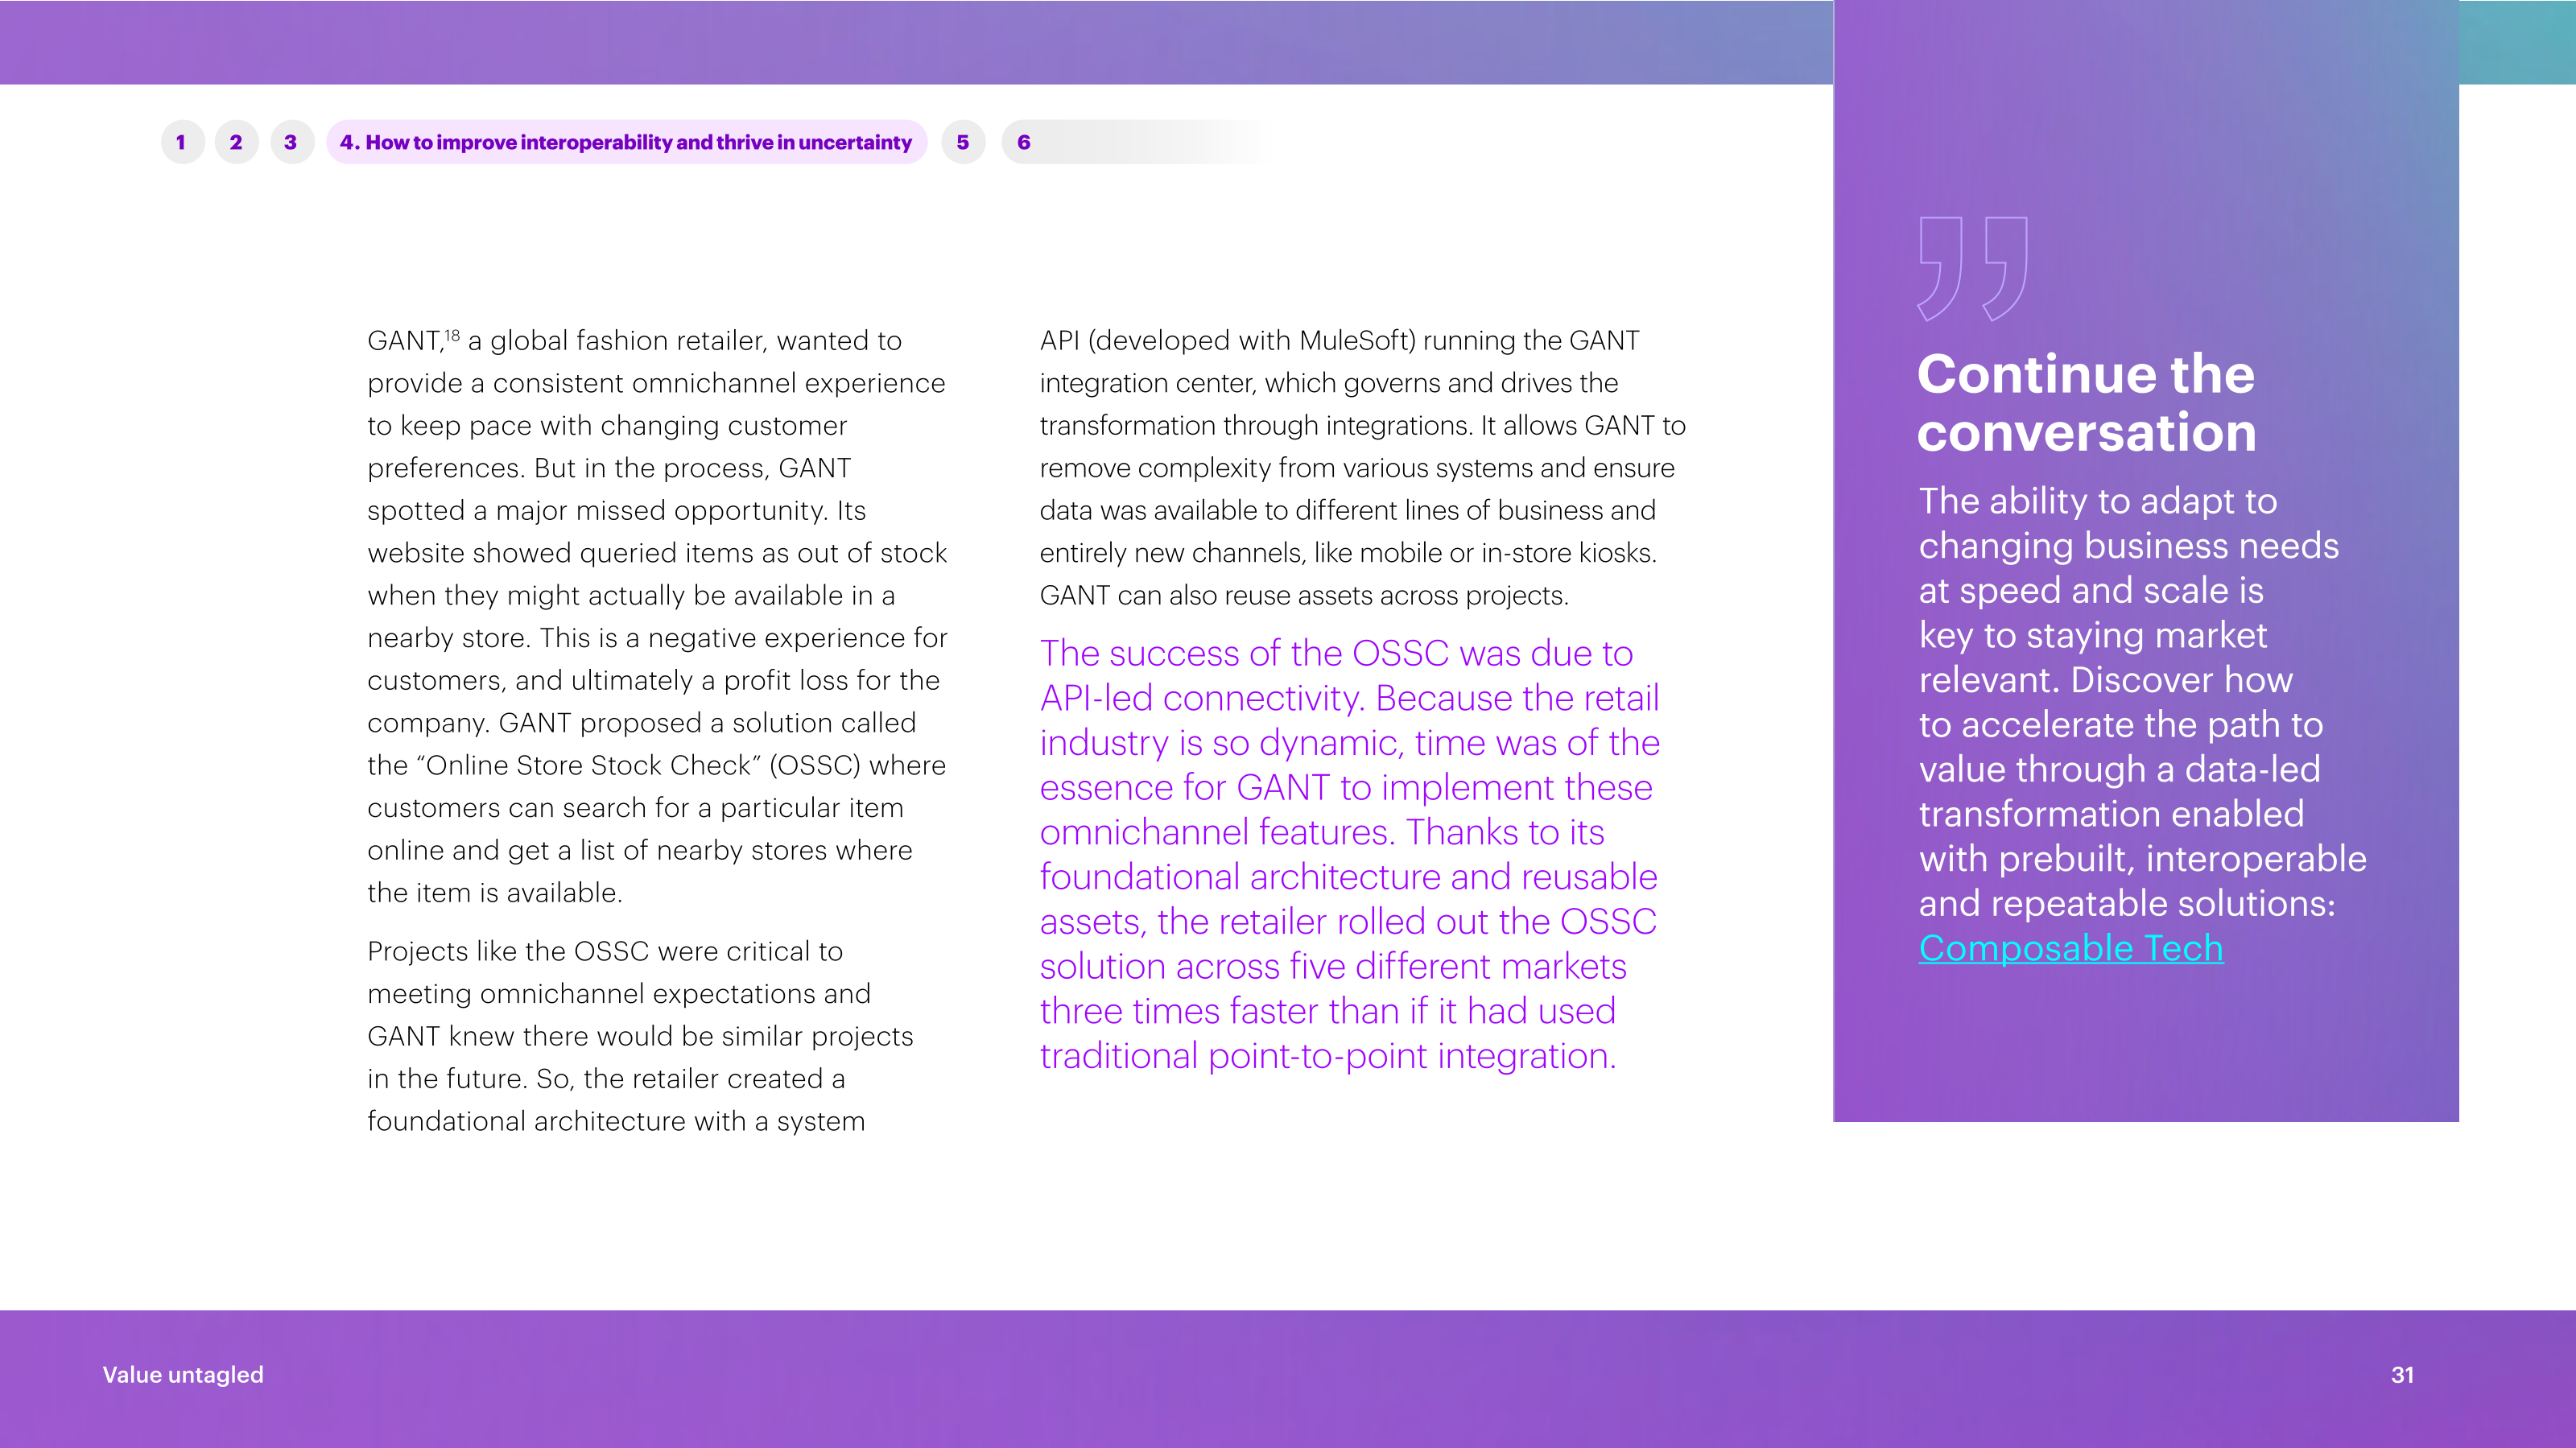 1 2 3 4. How to improve interoperability and thrive in uncertainty 5 6
GANT,18 a global fashion retailer, wanted to
provide a consistent omnichannel experience
to keep pace with changing customer
preferences. But in the process, GANT
spotted a major missed opportunity. Its
website showed queried items as out of stock
when they might actually be available in a
nearby store. This is a negative experience for
customers, and ultimately a profit loss for the
company. GANT proposed a solution called
the “Online Store Stock Check” (OSSC) where
customers can search for a particular item
online and get a list of nearby stores where
the item is available.
Projects like the OSSC were critical to
meeting omnichannel expectations and
GANT knew there would be similar projects
in the future. So, the retailer created a
foundational architecture with a system
API (developed with MuleSoft) running the GANT
integration center, which governs and drives the
transformation through integrations. It allows GANT to
remove complexity from various systems and ensure
data was available to different lines of business and
entirely new channels, like mobile or in-store kiosks.
GANT can also reuse assets across projects.
The success of the OSSC was due to
API-led connectivity. Because the retail
industry is so dynamic, time was of the
essence for GANT to implement these
omnichannel features. Thanks to its
foundational architecture and reusable
assets, the retailer rolled out the OSSC
solution across five different markets
three times faster than if it had used
traditional point-to-point integration.
Continue the
conversation
The ability to adapt to
changing business needs
at speed and scale is
key to staying market
relevant. Discover how
to accelerate the path to
value through a data-led
transformation enabled
with prebuilt, interoperable
and repeatable solutions:
Composable Tech
Value untagled
31